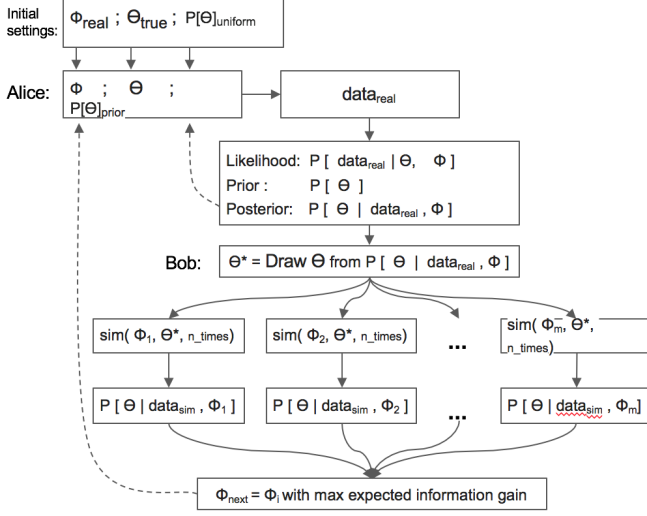 Initial
settings:
Φreal ; Θtrue ; P[Θ]uniform
Alice:
Φ ; Θ ;
P[Θ]prior
datareal
Likelihood: P [ datareal | Θ, Φ ]
Prior : P [ Θ ]
Posterior: P [ Θ | datareal , Φ ]
Bob:
Θ* = Draw Θ from P [ Θ | datareal , Φ ]
sim( Φ1, Θ*, n_times)
sim( Φ2, Θ*, n_times)
...
sim( Φm, Θ*,
n_times)
P [ Θ | datasim , Φ1 ]
P [ Θ | datasim , Φ2 ]
...
P [ Θ | datasim , Φm]
Φnext = Φi with max expected information gain